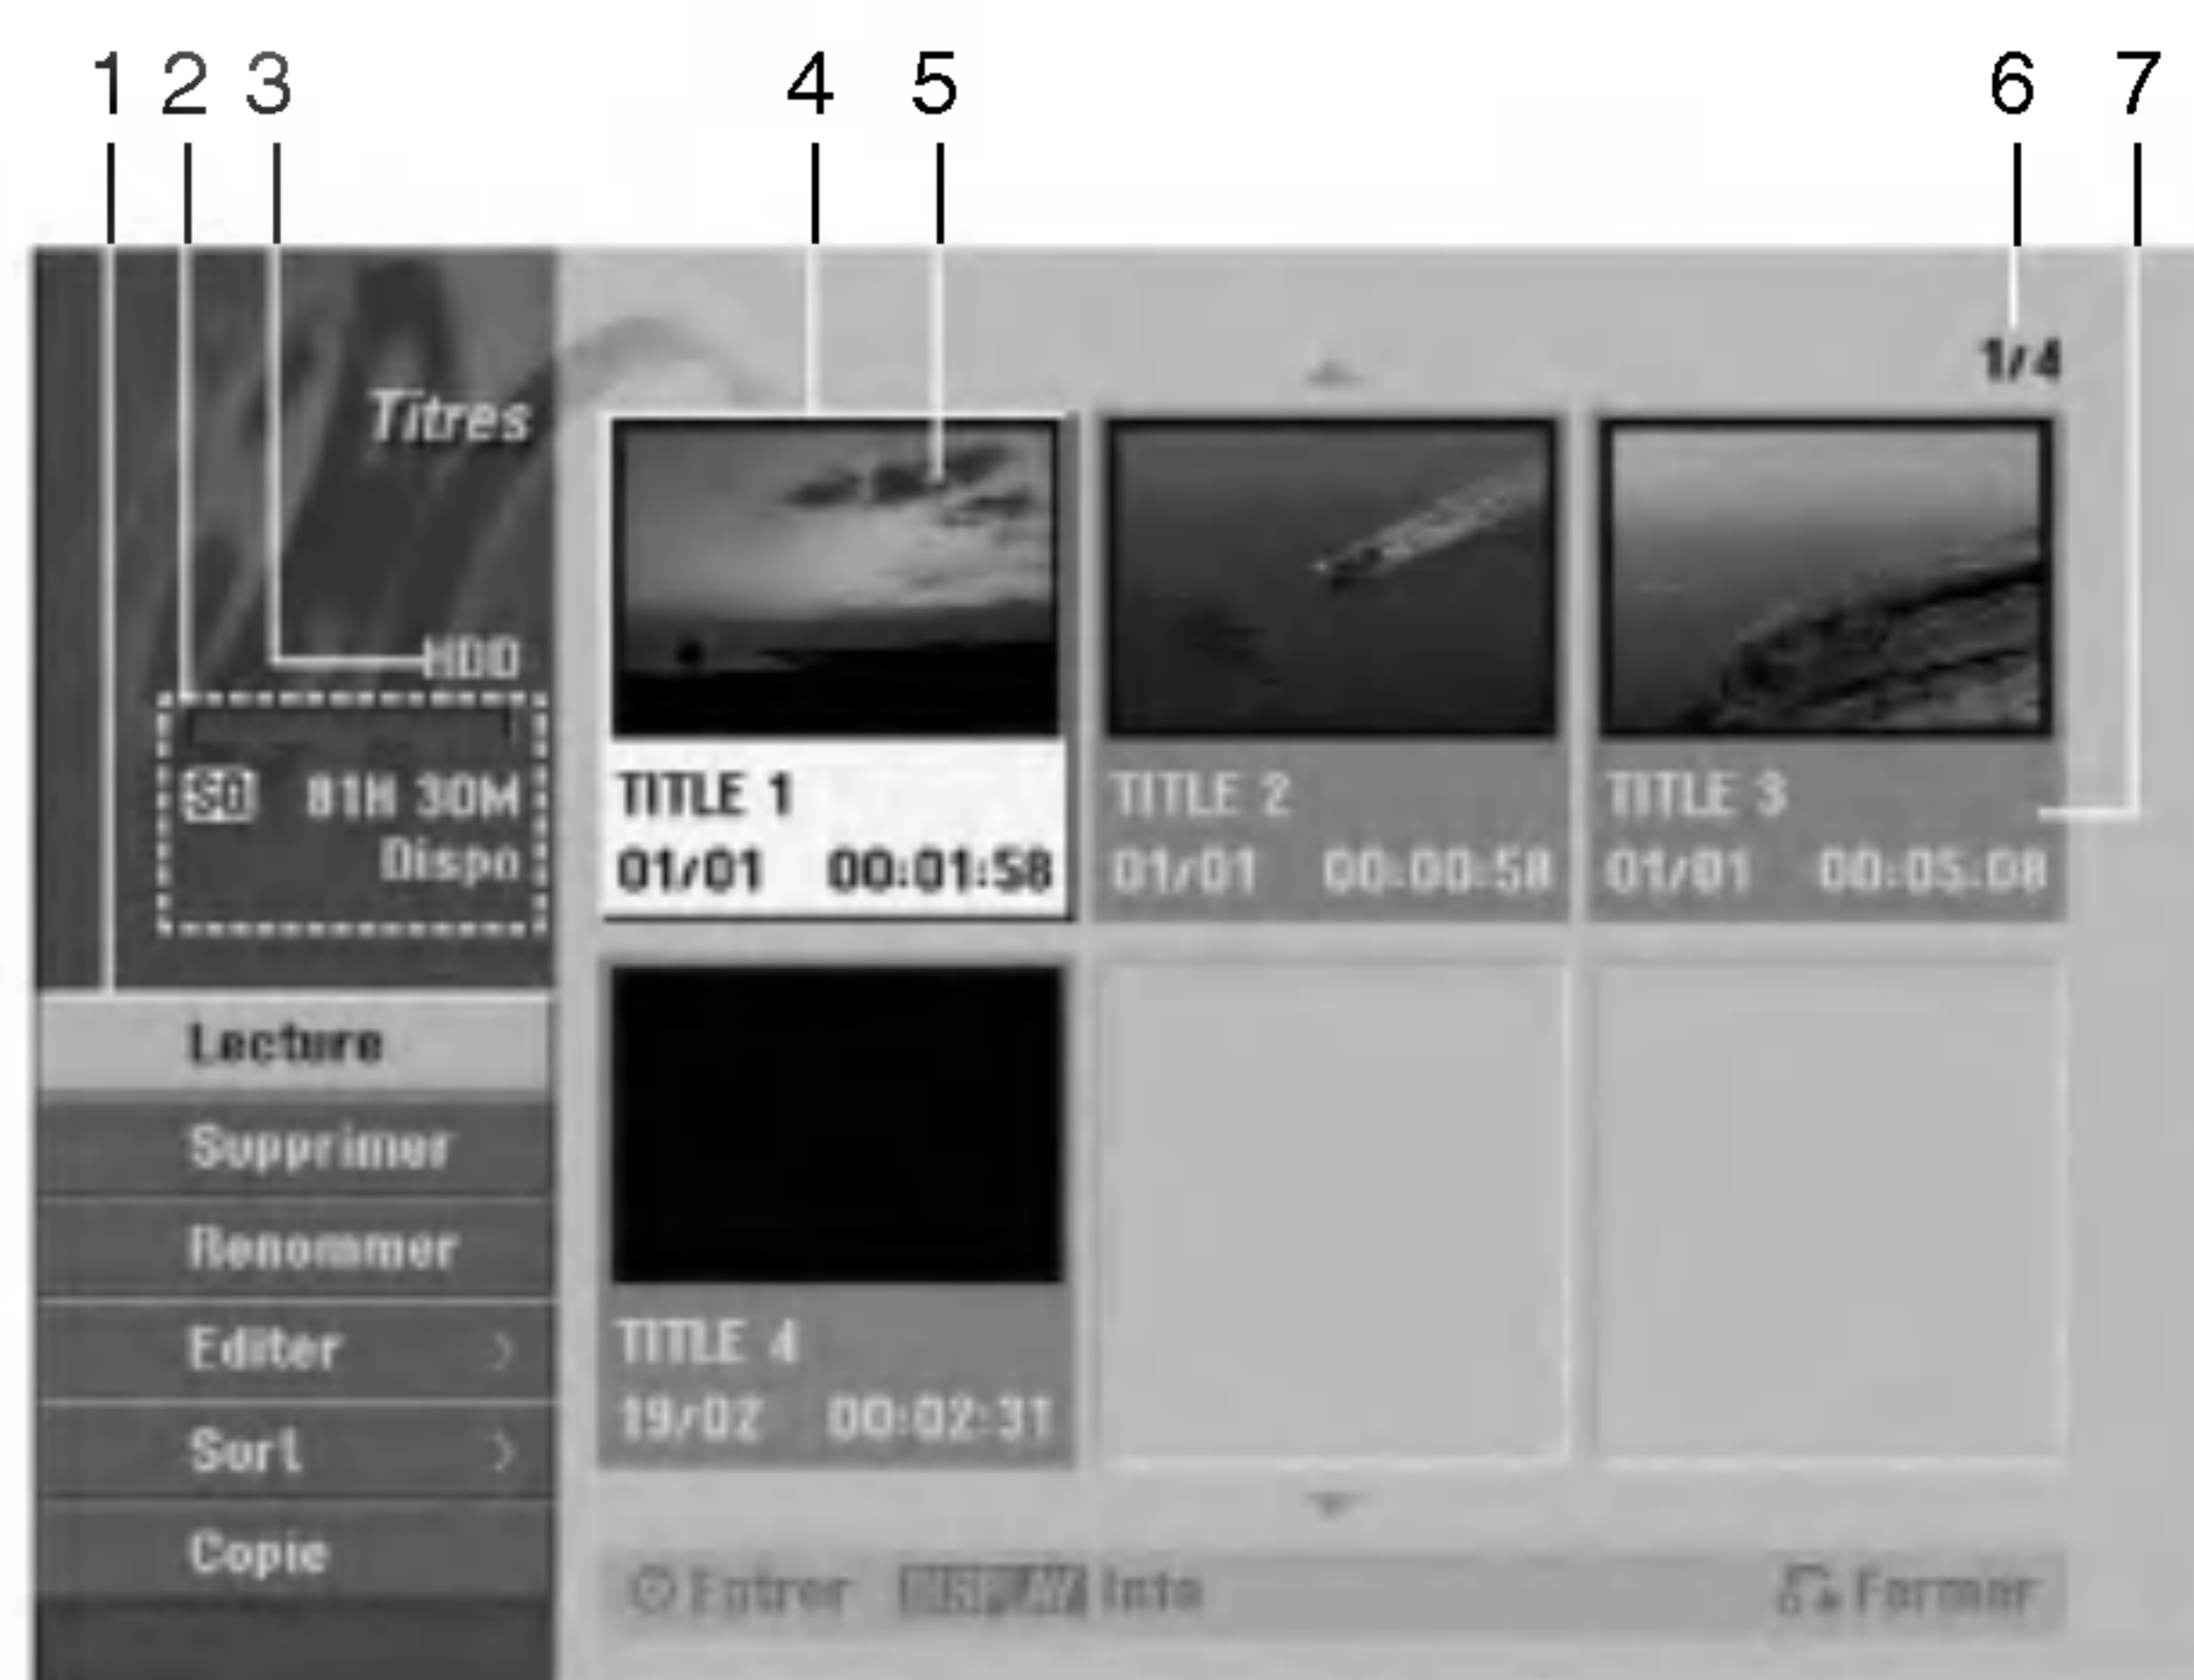 1 2 3 4 5 6 7
1/4
Titres
HDD
SQ 81H 30M
Dispo
Lecture
Supprimer
Renommer
Editer >
Sort >
Copie
TITLE 1
01/01 00:01:58
TITLE 2
01/01 00:00:58
TITLE 3
01/01 00:05:08
TITLE 4
19/02 00:02:31
Entrer DISPLAY Info
Fermer